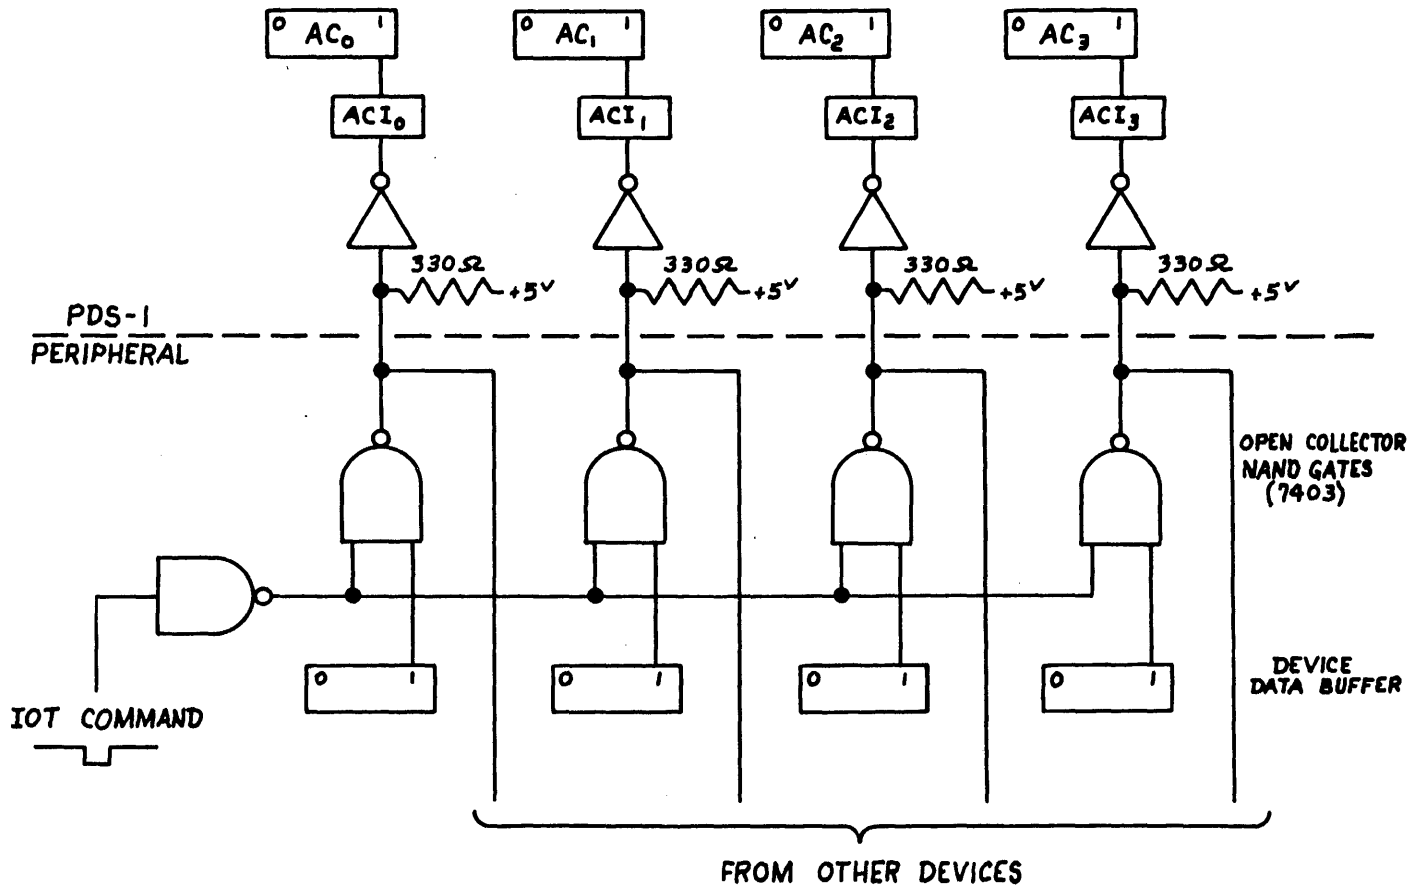 0 AC0 1
0 AC1 1
0 AC2 1
0 AC3 1
ACI0
ACI1
ACI2
ACI3
330Ω
+5V
330Ω
+5V
330Ω
+5V
330Ω
+5V
PDS-1
PERIPHERAL
OPEN COLLECTOR
NAND GATES
(7403)
0 1
0 1
0 1
0 1
DEVICE
DATA BUFFER
IOT COMMAND
FROM OTHER DEVICES